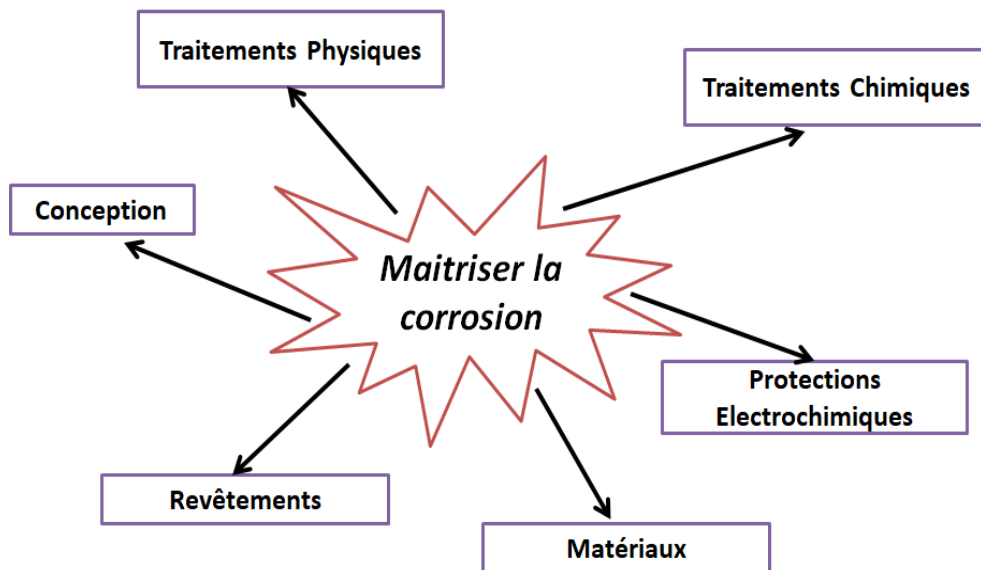 Traitements Physiques
Traitements Chimiques
Conception
Maitriser la
corrosion
Protections
Electrochimiques
Revêtements
Matériaux